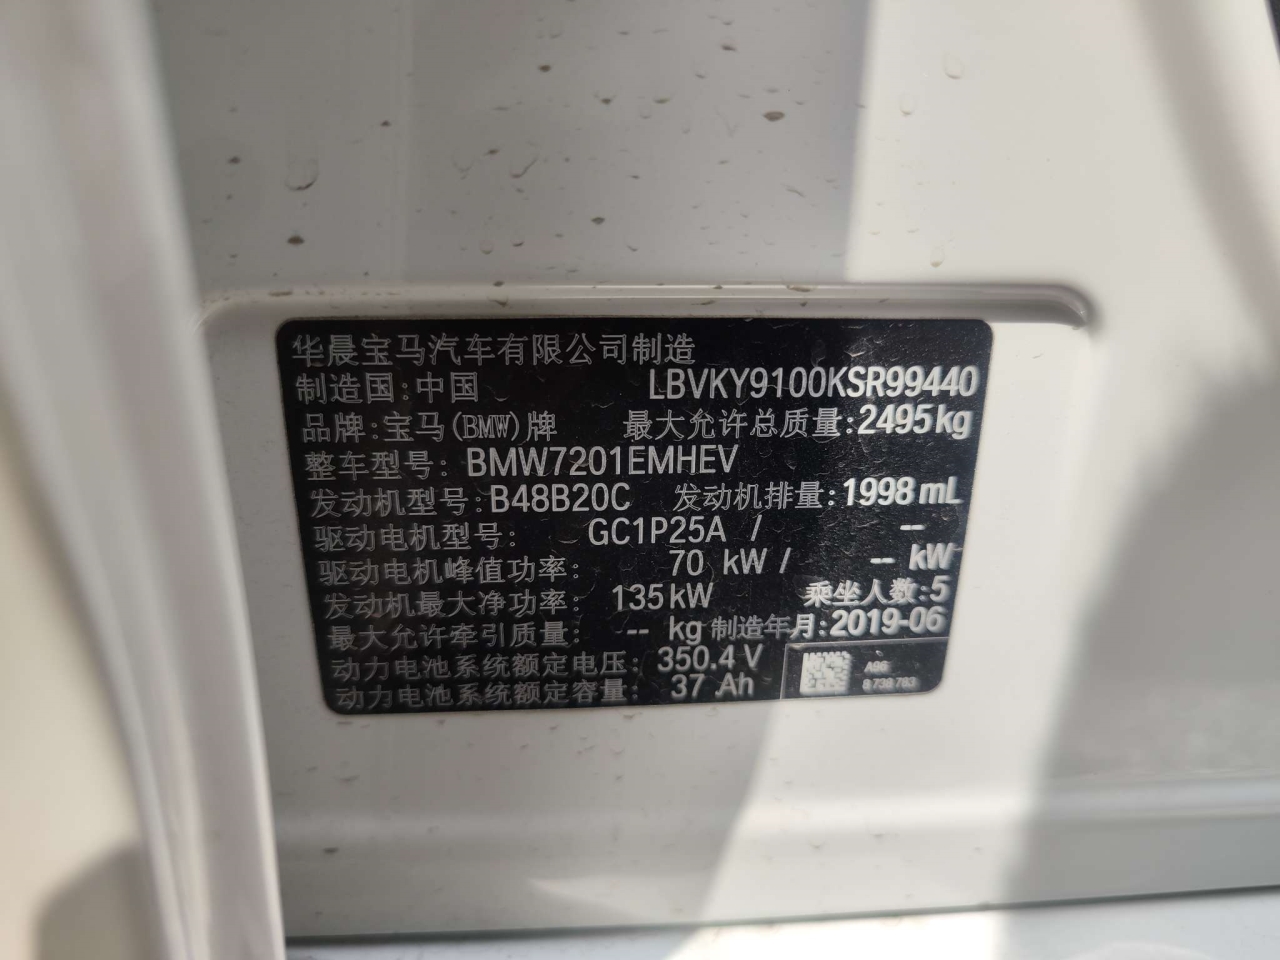 华晨宝马汽车有限公司制造
制造国:中国 LBVKY9100KSR99440
品牌:宝马(BMW)牌 最大允许总质量:2495kg
整车型号: BMW7201EMHEV
发动机型号:B48B20C 发动机排量:1998 mL
驱动电机型号: GC1P25A / --
驱动电机峰值功率: 70 kW / -- kW
发动机最大净功率: 135kW 乘坐人数:5
最大允许牵引质量: -- kg 制造年月:2019-06
动力电池系统额定电压: 350.4 V
动力电池系统额定容量: 37 Ah
A96
8 738 783